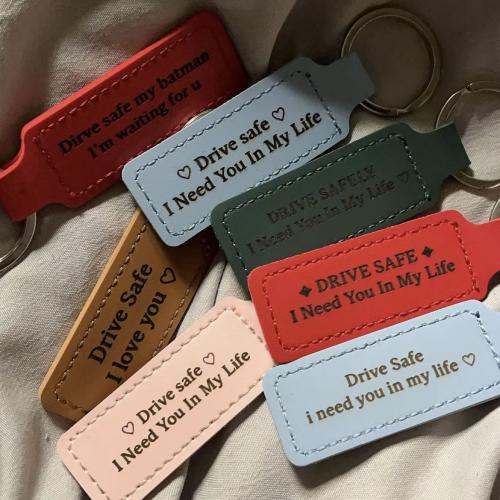 Dirve safe my batman
I'm waiting for u
♡ Drive safe ♡
I Need You In My Life
DRIVE SAFELY
I Need You In My Life ♡
Drive Safe
I love you ♡
◆ DRIVE SAFE ◆
I Need You In My Life
♡ Drive safe ♡
I Need You In My Life
Drive Safe
i need you in my life ♡